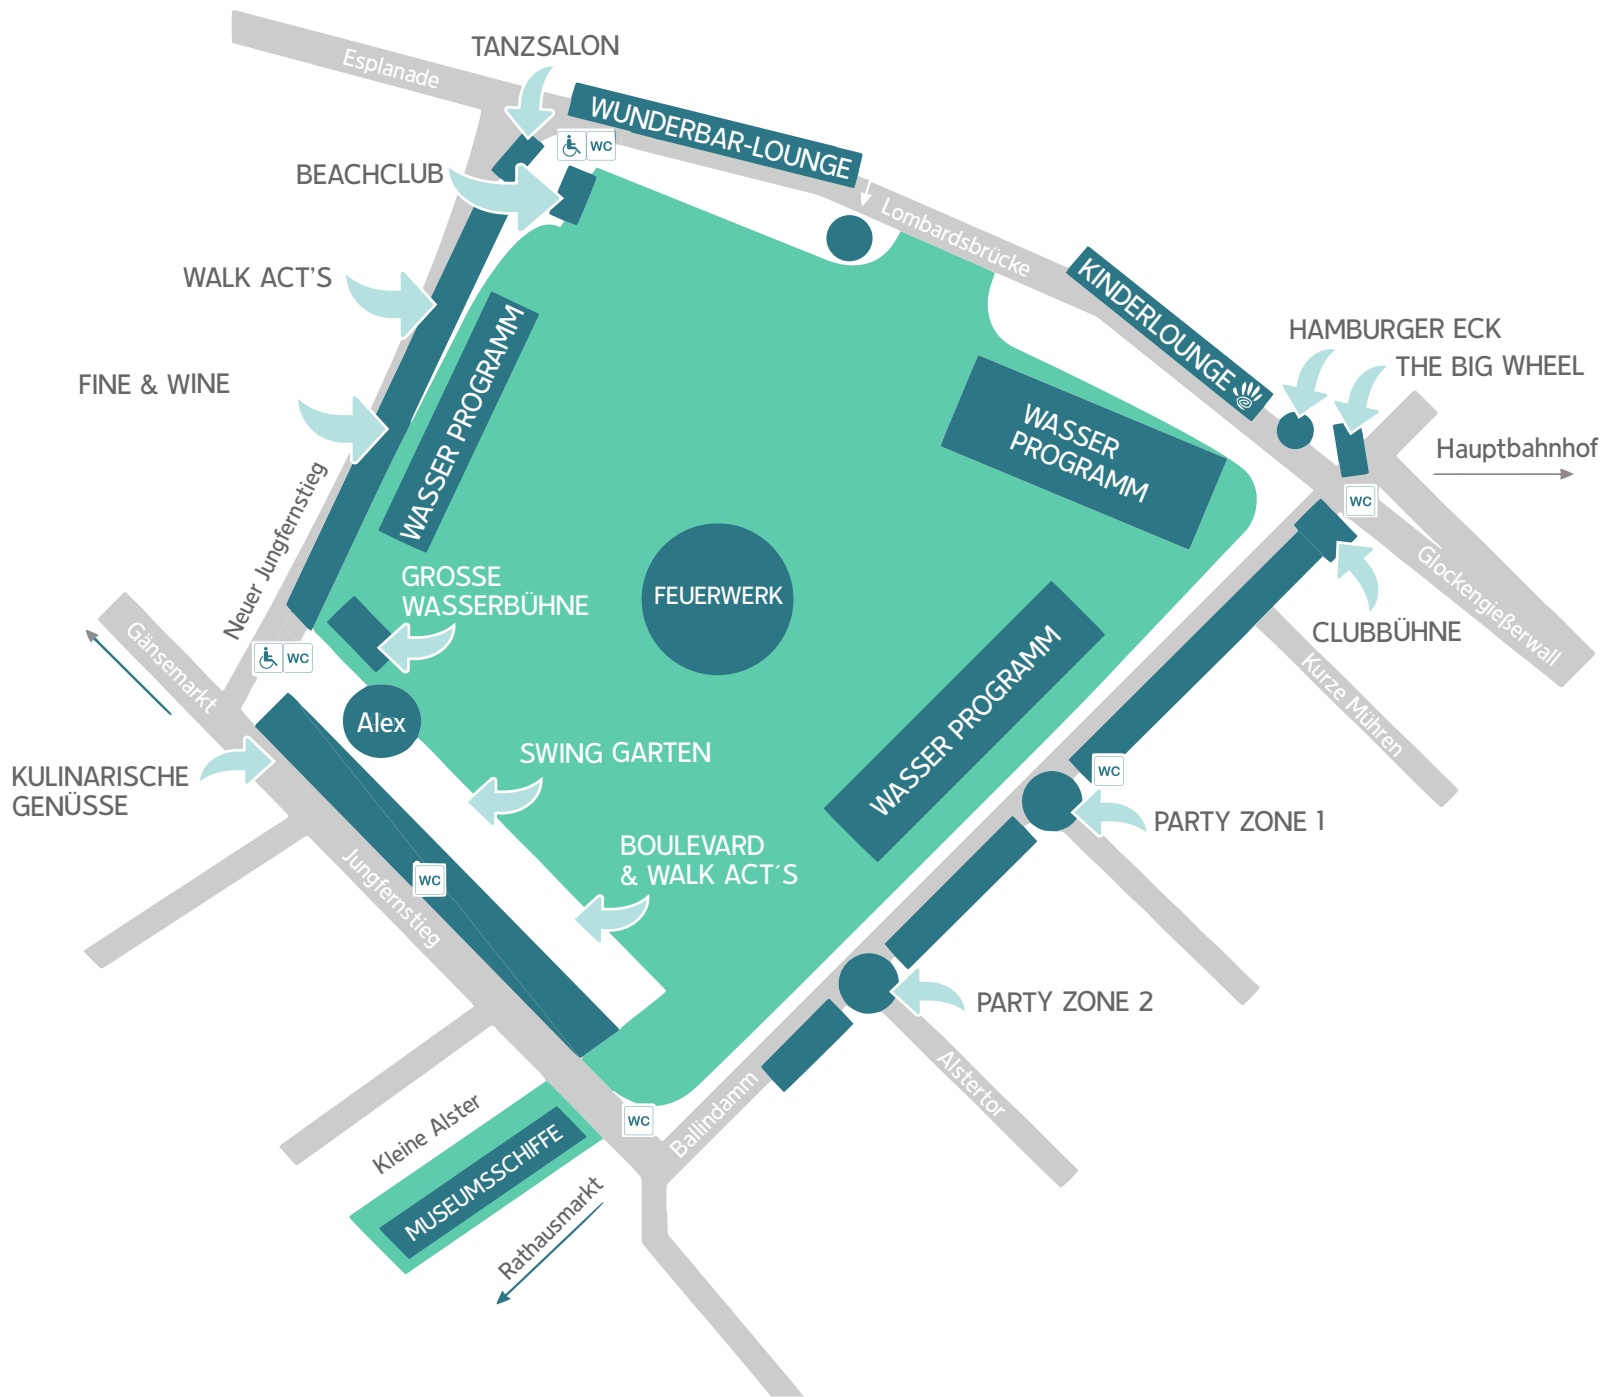 TANZSALON
Esplanade
WUNDERBAR-LOUNGE
WC
BEACHCLUB
Lombardsbrücke
WALK ACT'S
KINDERLOUNGE
HAMBURGER ECK
THE BIG WHEEL
FINE & WINE
WASSER PROGRAMM
WASSER
PROGRAMM
Hauptbahnhof
WC
Neuer Jungfernstieg
GROSSE
WASSERBÜHNE
FEUERWERK
Glockengießerwall
CLUBBÜHNE
WC
Gänsemarkt
Kurze Mühren
WASSER PROGRAMM
Alex
SWING GARTEN
KULINARISCHE
GENÜSSE
WC
PARTY ZONE 1
BOULEVARD
& WALK ACT´S
WC
Jungfernstieg
PARTY ZONE 2
Alstertor
Ballindamm
WC
Kleine Alster
MUSEUMSSCHIFFE
Rathausmarkt